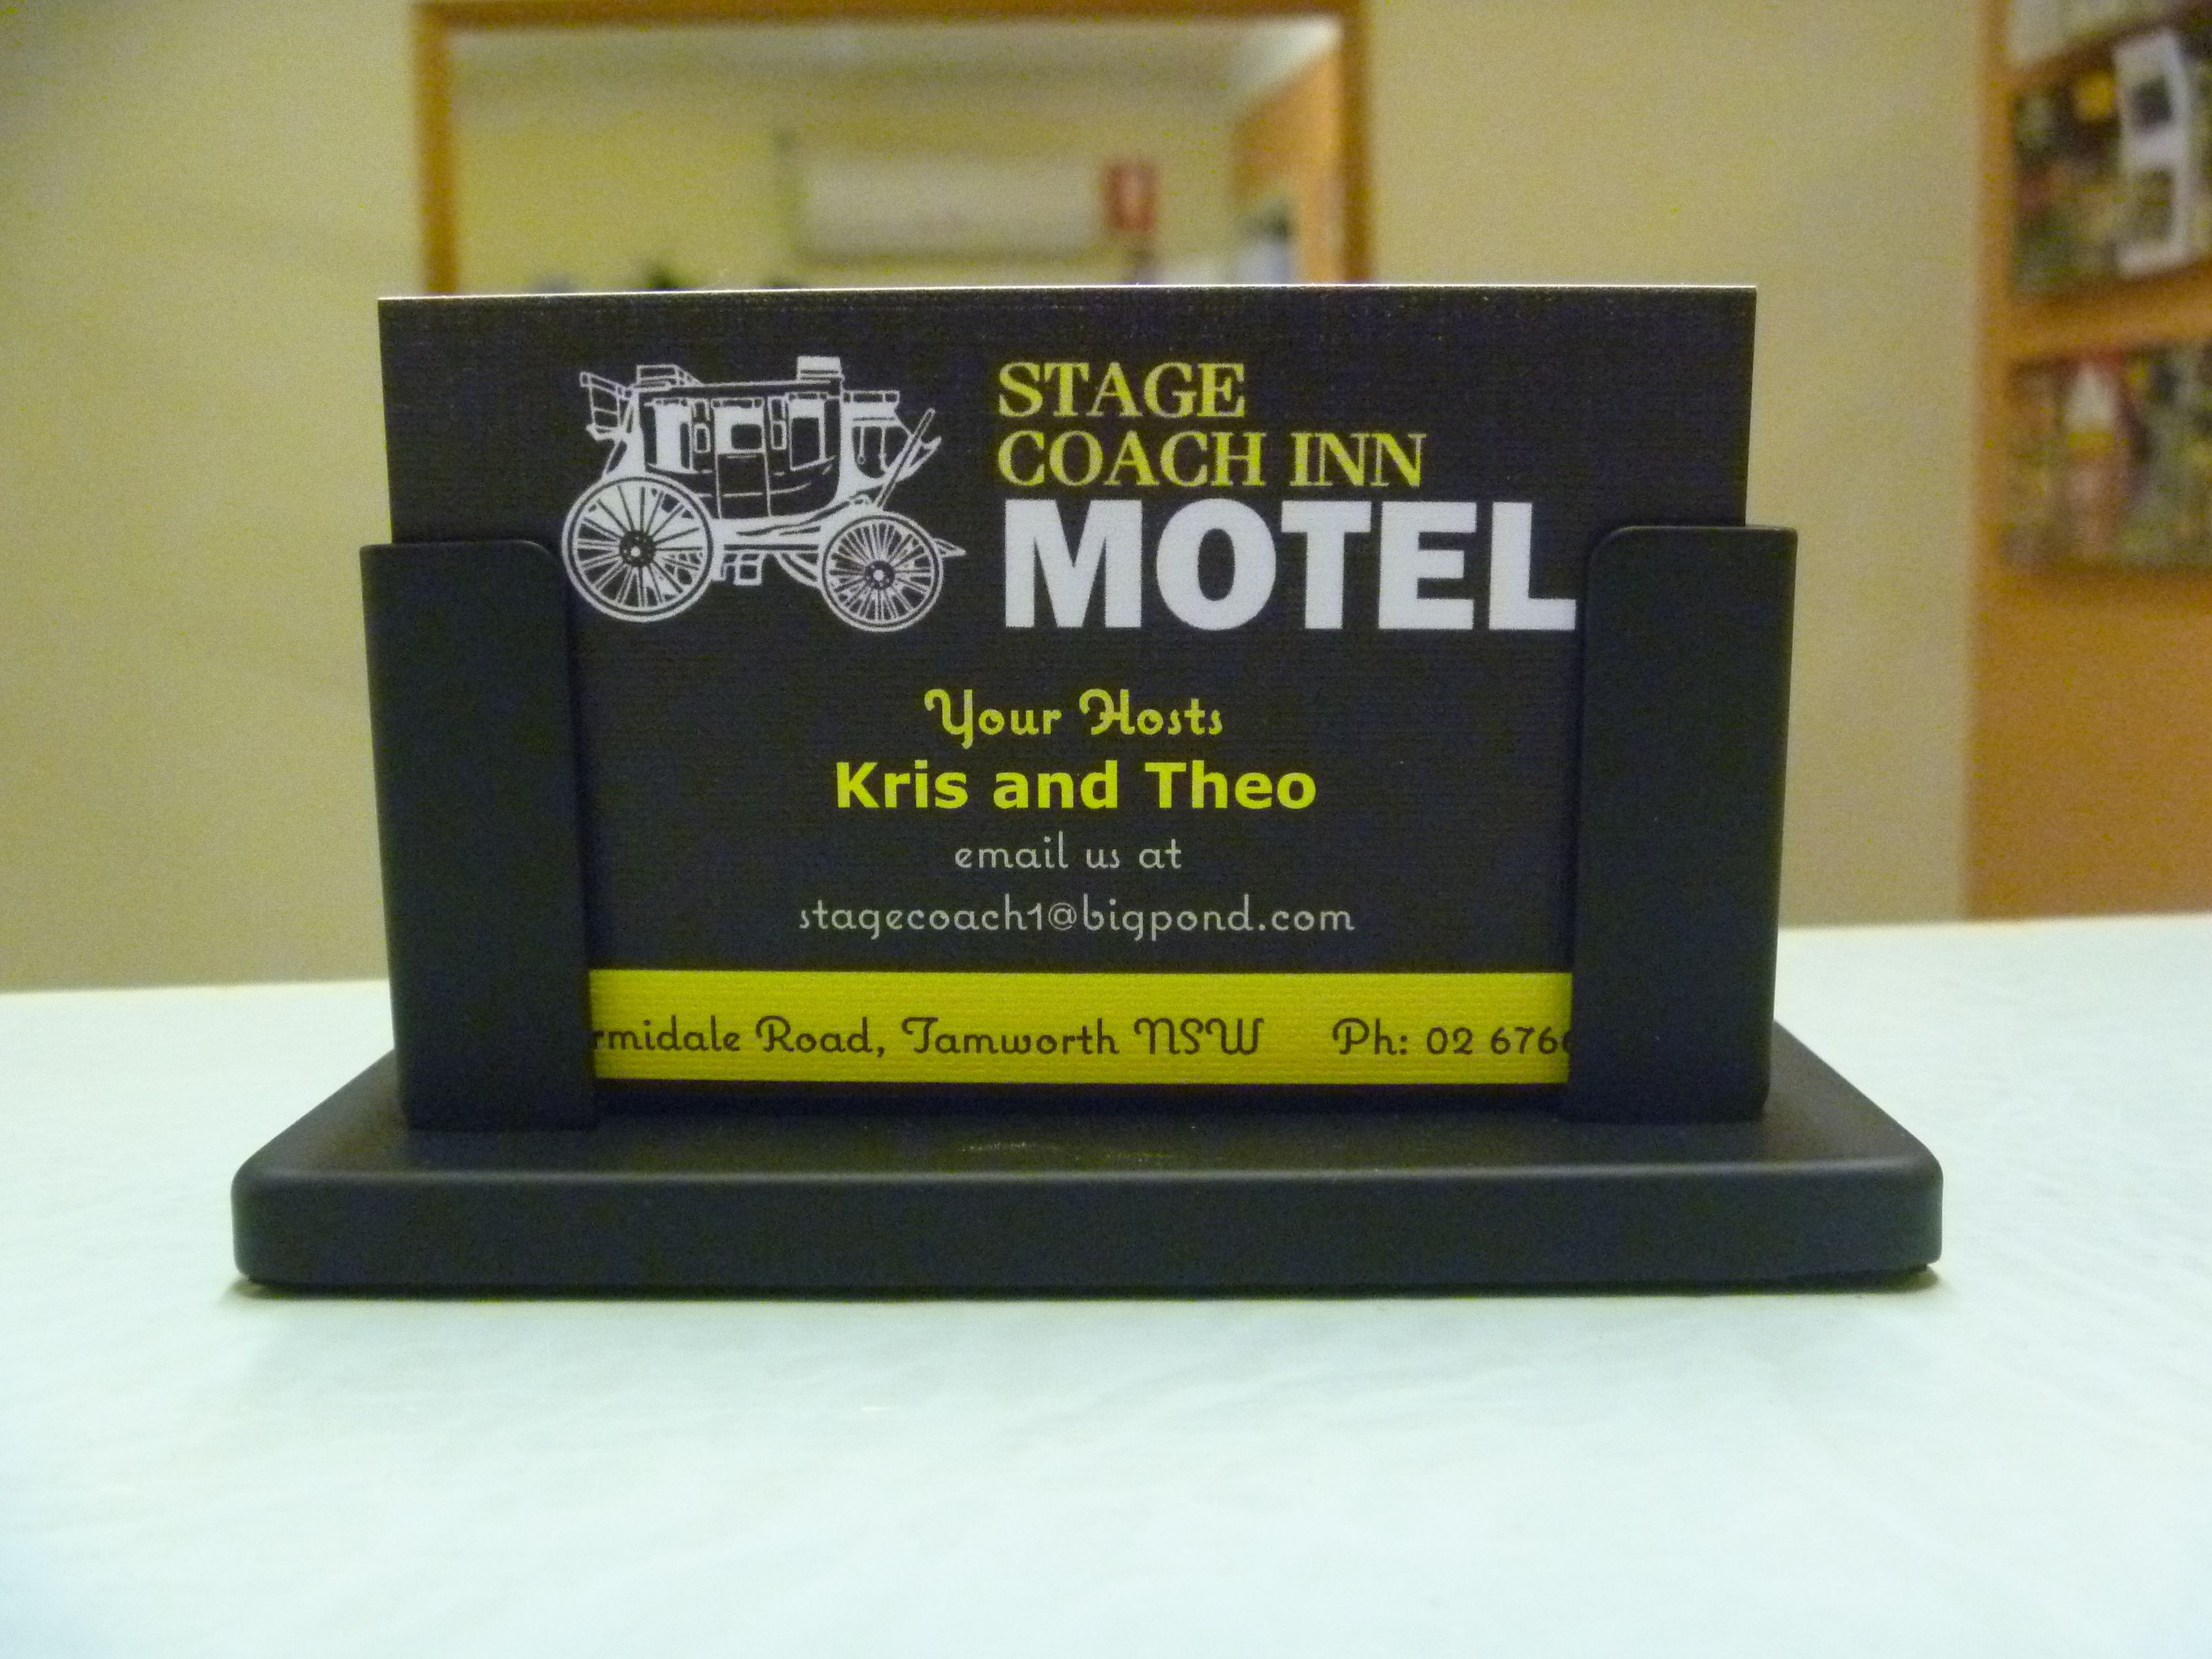 STAGE
COACH INN
MOTEL
Your Hosts
Kris and Theo
email us at
stagecoach1@bigpond.com
rmidale Road, Tamworth NSW Ph: 02 676